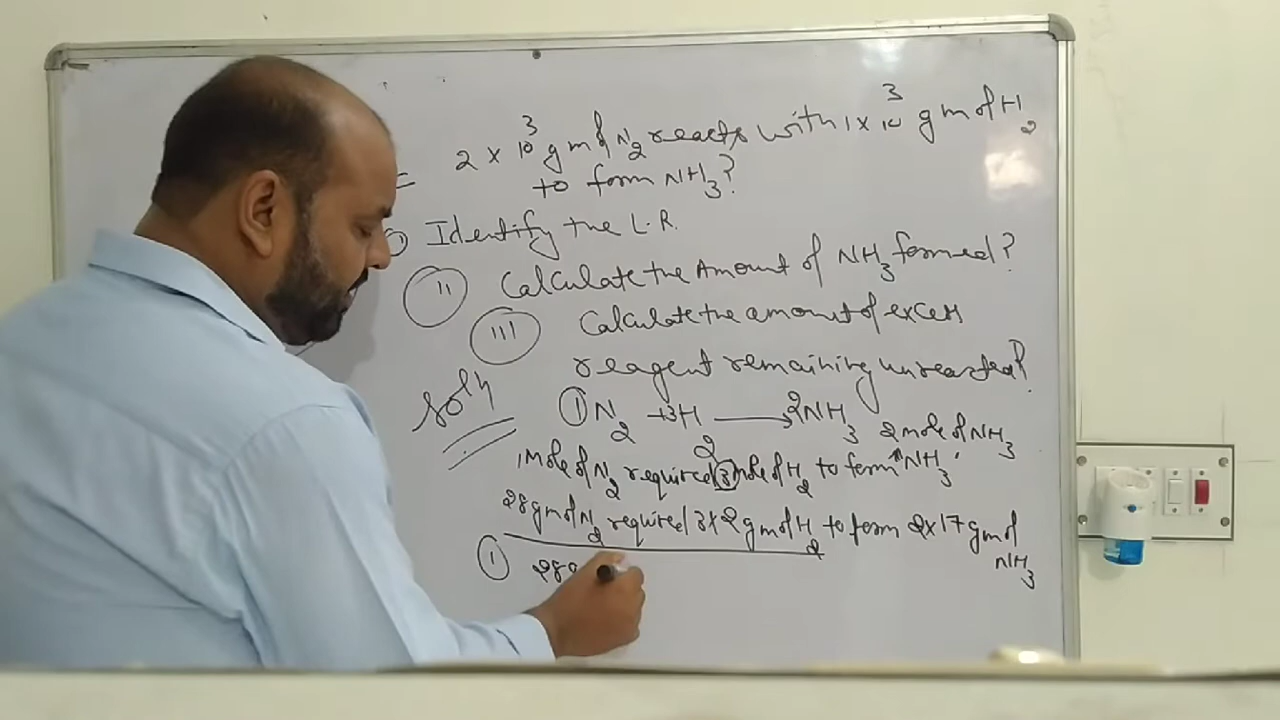 2 × 10³ gm of N₂ reacts with 1 × 10³ gm of H₂
to form NH₃?
Identify the L.R.
(II) Calculate the Amount of NH₃ formed?
(III) Calculate the amount of excess
reagent remaining unreacted?
Soln
① N₂ + 3H₂ → 2NH₃
2 mole of NH₃
1 Mole of N₂ required 3 mole of H₂ to form NH₃.
28 gm of N₂ required 3×2 gm of H₂ to form 2×17 gm of NH₃
① 28g